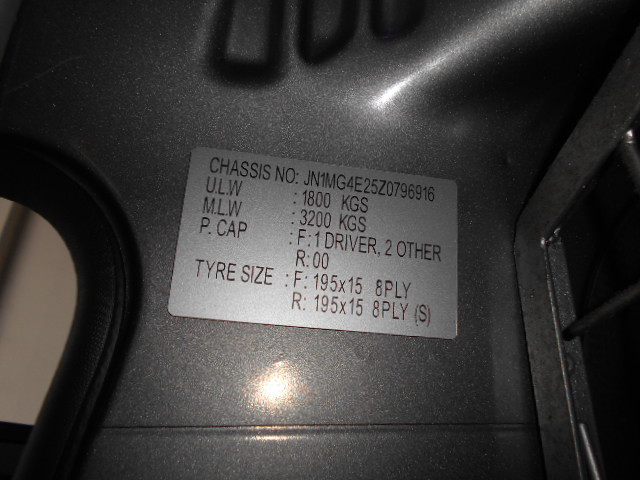 CHASSIS NO: JN1MG4E25Z0796916
U.L.W : 1800 KGS
M.L.W : 3200 KGS
P. CAP : F: 1 DRIVER, 2 OTHER
R: 00
TYRE SIZE : F: 195x15 8PLY
R: 195x15 8PLY (S)